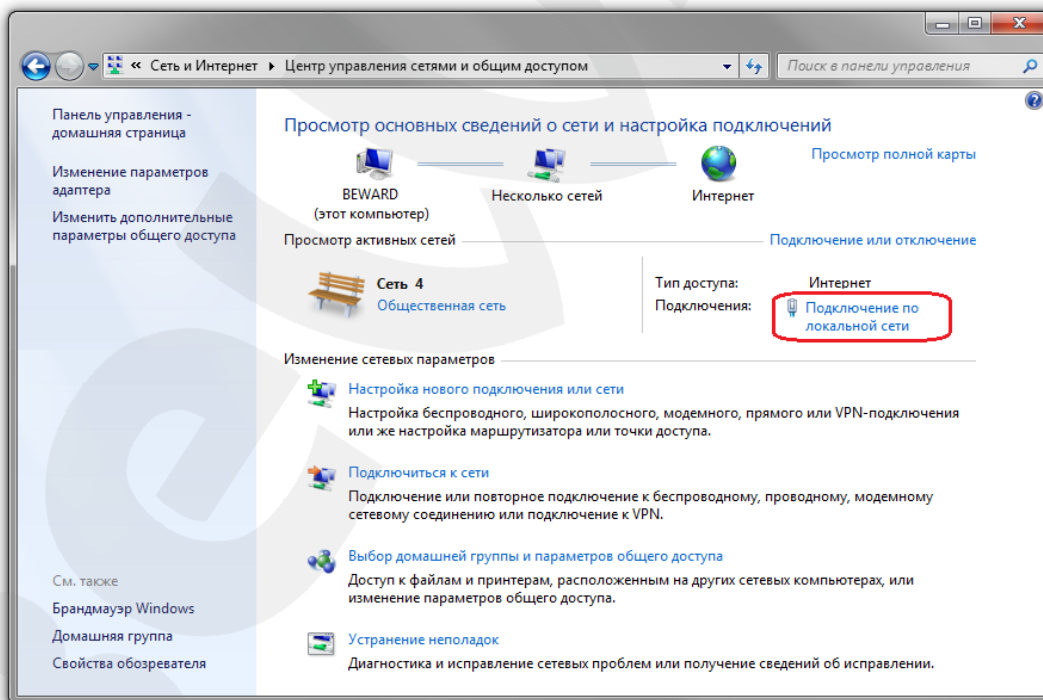 « Сеть и Интернет ▸ Центр управления сетями и общим доступом
Поиск в панели управления
Панель управления -
домашняя страница
Изменение параметров
адаптера
Изменить дополнительные
параметры общего доступа
Просмотр основных сведений о сети и настройка подключений
Просмотр полной карты
BEWARD
(этот компьютер)
Несколько сетей
Интернет
Просмотр активных сетей
Подключение или отключение
Сеть 4
Общественная сеть
Тип доступа: Интернет
Подключения: Подключение по
локальной сети
Изменение сетевых параметров
Настройка нового подключения или сети
Настройка беспроводного, широкополосного, модемного, прямого или VPN-подключения
или же настройка маршрутизатора или точки доступа.
Подключиться к сети
Подключение или повторное подключение к беспроводному, проводному, модемному
сетевому соединению или подключение к VPN.
Выбор домашней группы и параметров общего доступа
Доступ к файлам и принтерам, расположенным на других сетевых компьютерах, или
изменение параметров общего доступа.
Устранение неполадок
Диагностика и исправление сетевых проблем или получение сведений об исправлении.
См. также
Брандмауэр Windows
Домашняя группа
Свойства обозревателя